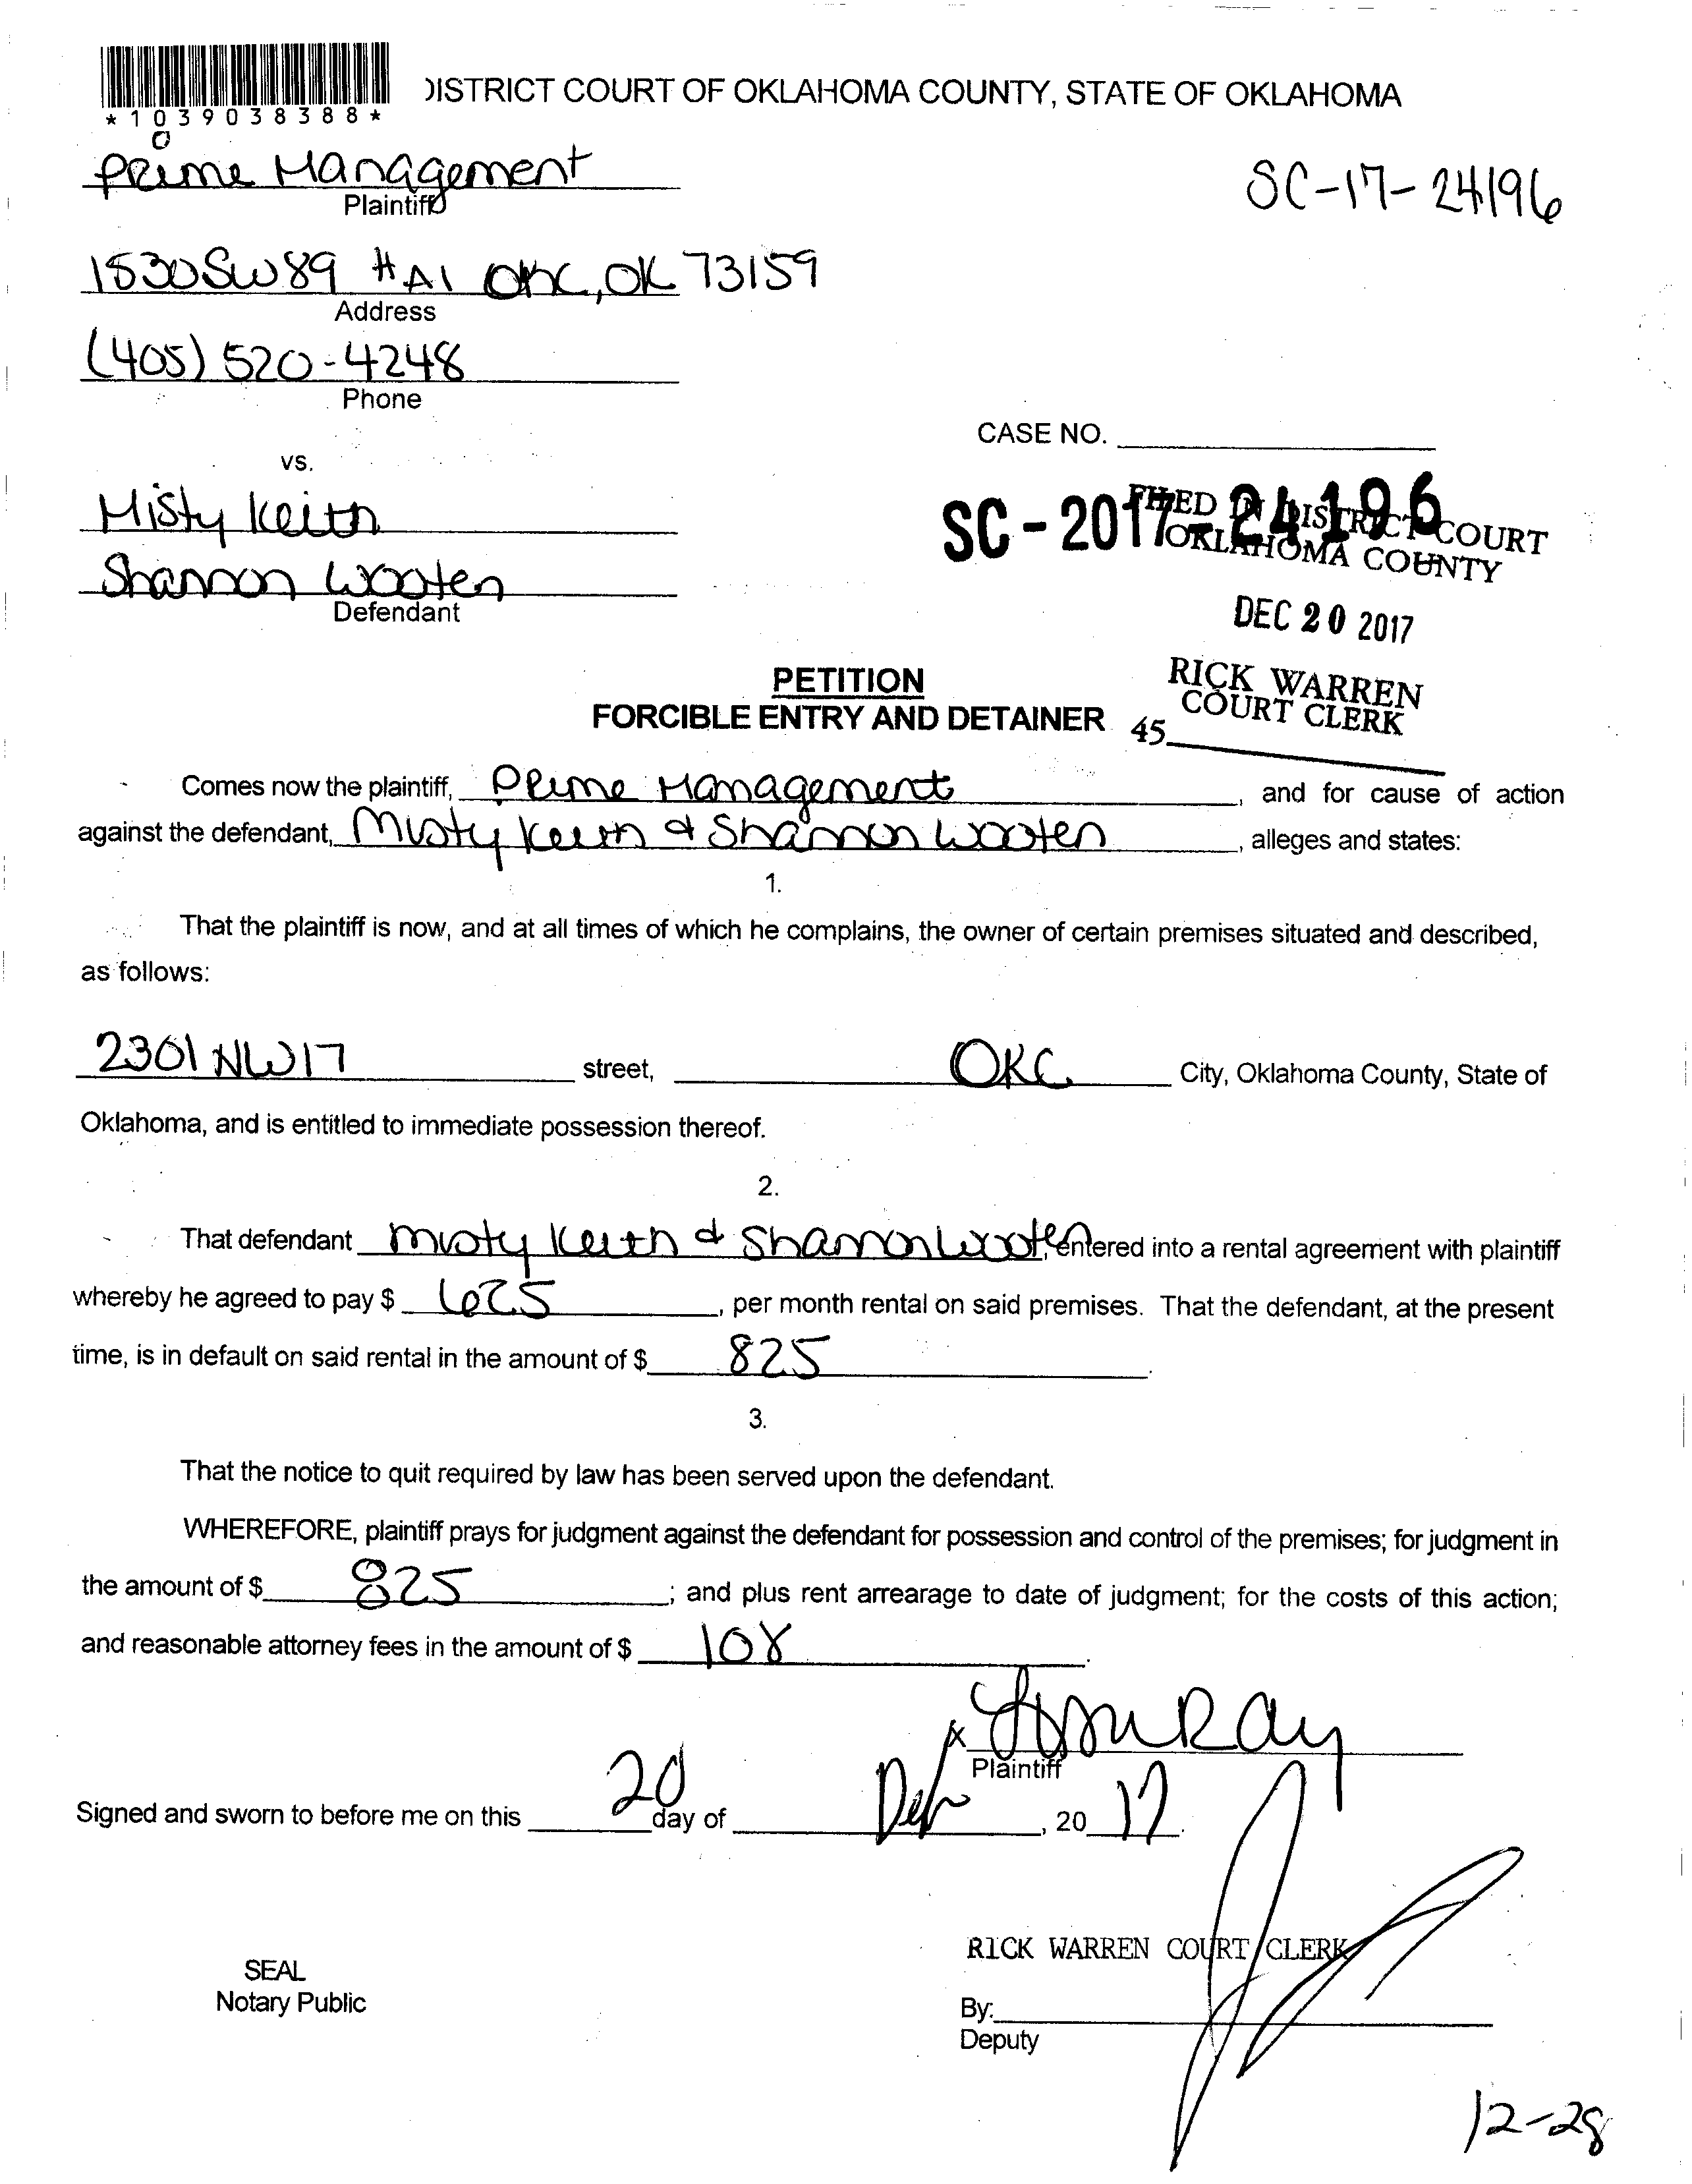 *1039038388*
DISTRICT COURT OF OKLAHOMA COUNTY, STATE OF OKLAHOMA
Prime Management
Plaintiff
SC-17-24196
1530 SW 89 #A1 OKC, OK 73159
Address
(405) 520-4248
Phone
CASE NO.
vs.
Misty Keith
SC-2017-24196
FILED IN DISTRICT COURT
OKLAHOMA COUNTY
Shannon Wooten
Defendant
DEC 20 2017
RICK WARREN
COURT CLERK
45
PETITION
FORCIBLE ENTRY AND DETAINER
Comes now the plaintiff, Prime Management, and for cause of action
against the defendant, Misty Keith & Shannon Wooten, alleges and states:
1.
That the plaintiff is now, and at all times of which he complains, the owner of certain premises situated and described,
as follows:
2301 NW 17 street, OKC City, Oklahoma County, State of
Oklahoma, and is entitled to immediate possession thereof.
2.
That defendant Misty Keith & Shannon Wooten, entered into a rental agreement with plaintiff
whereby he agreed to pay $ 625, per month rental on said premises. That the defendant, at the present
time, is in default on said rental in the amount of $ 825.
3.
That the notice to quit required by law has been served upon the defendant.
WHEREFORE, plaintiff prays for judgment against the defendant for possession and control of the premises; for judgment in
the amount of $ 825; and plus rent arrearage to date of judgment; for the costs of this action;
and reasonable attorney fees in the amount of $ 108.
x
Plaintiff
Signed and sworn to before me on this 20 day of Dec, 20 17.
RICK WARREN COURT CLERK
SEAL
Notary Public
By:
Deputy
12-28